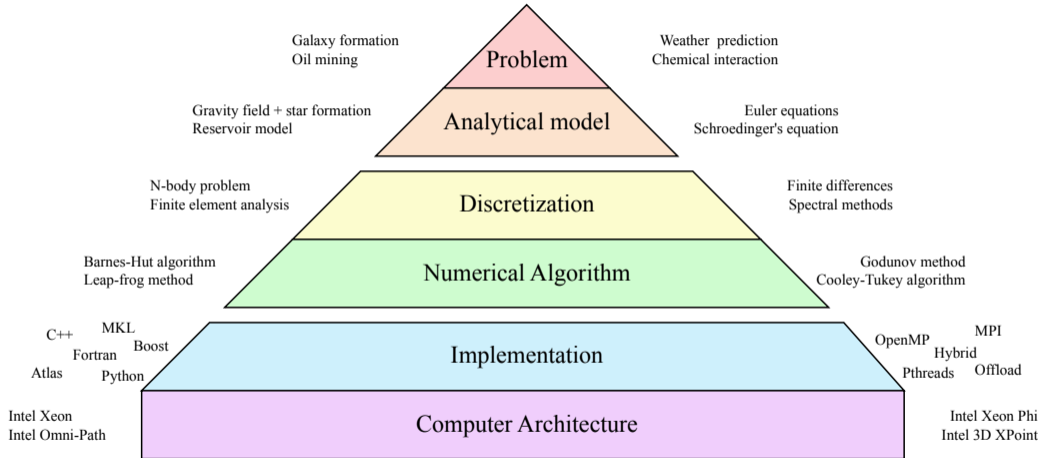 Galaxy formation
Oil mining
Problem
Weather prediction
Chemical interaction
Gravity field + star formation
Reservoir model
Analytical model
Euler equations
Schroedinger's equation
N-body problem
Finite element analysis
Discretization
Finite differences
Spectral methods
Barnes-Hut algorithm
Leap-frog method
Numerical Algorithm
Godunov method
Cooley-Tukey algorithm
C++
MKL
Boost
Fortran
Atlas
Python
Implementation
OpenMP
MPI
Hybrid
Pthreads
Offload
Intel Xeon
Intel Omni-Path
Computer Architecture
Intel Xeon Phi
Intel 3D XPoint